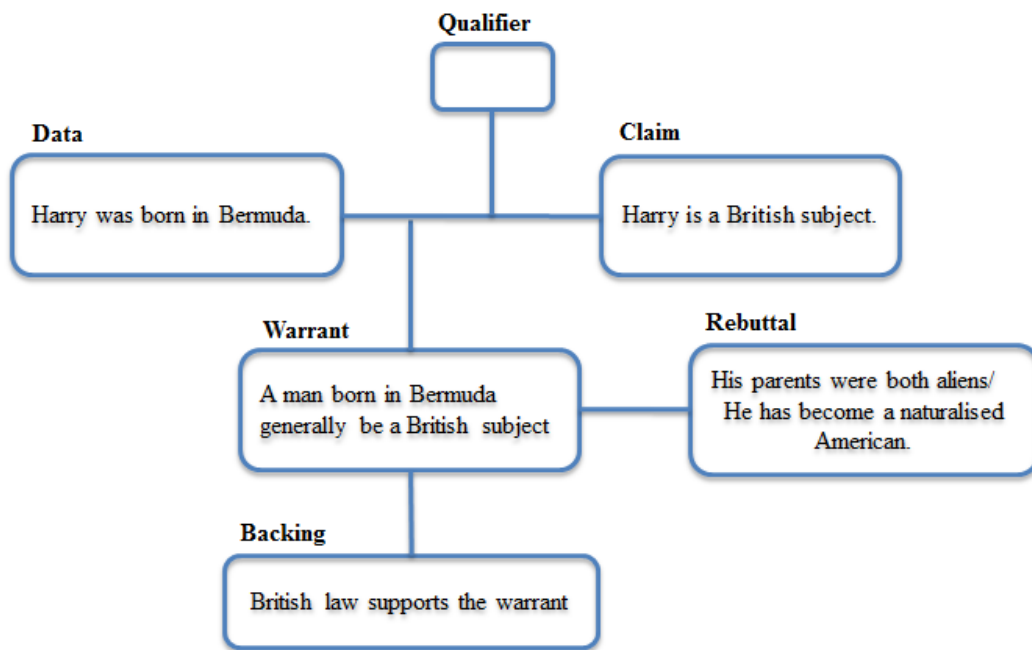 Qualifier
Data
Claim
Harry was born in Bermuda.
Harry is a British subject.
Warrant
Rebuttal
A man born in Bermuda
generally be a British subject
His parents were both aliens/
He has become a naturalised
American.
Backing
British law supports the warrant